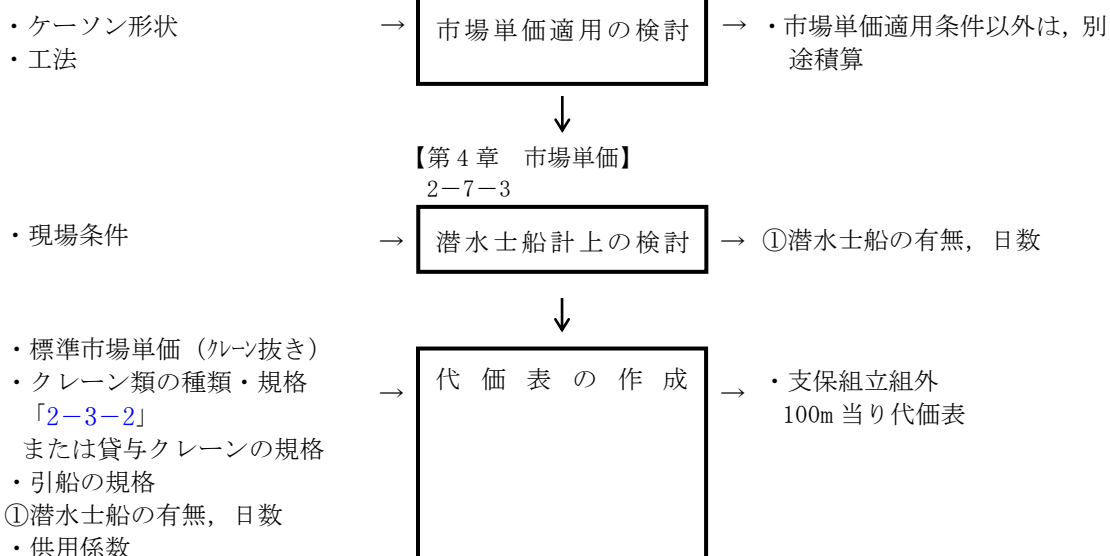 ・ケーソン形状
・工法
→
市場単価適用の検討
→
・市場単価適用条件以外は，別
途積算
↓
【第４章　市場単価】
２－７－３
・現場条件
→
潜水士船計上の検討
→
①潜水士船の有無，日数
↓
・標準市場単価（ｸﾚｰﾝ抜き）
・クレーン類の種類・規格
「２－３－２」
または貸与クレーンの規格
・引船の規格
①潜水士船の有無，日数
・供用係数
→
代 価 表 の 作 成
→
・支保組立組外
100m 当り代価表